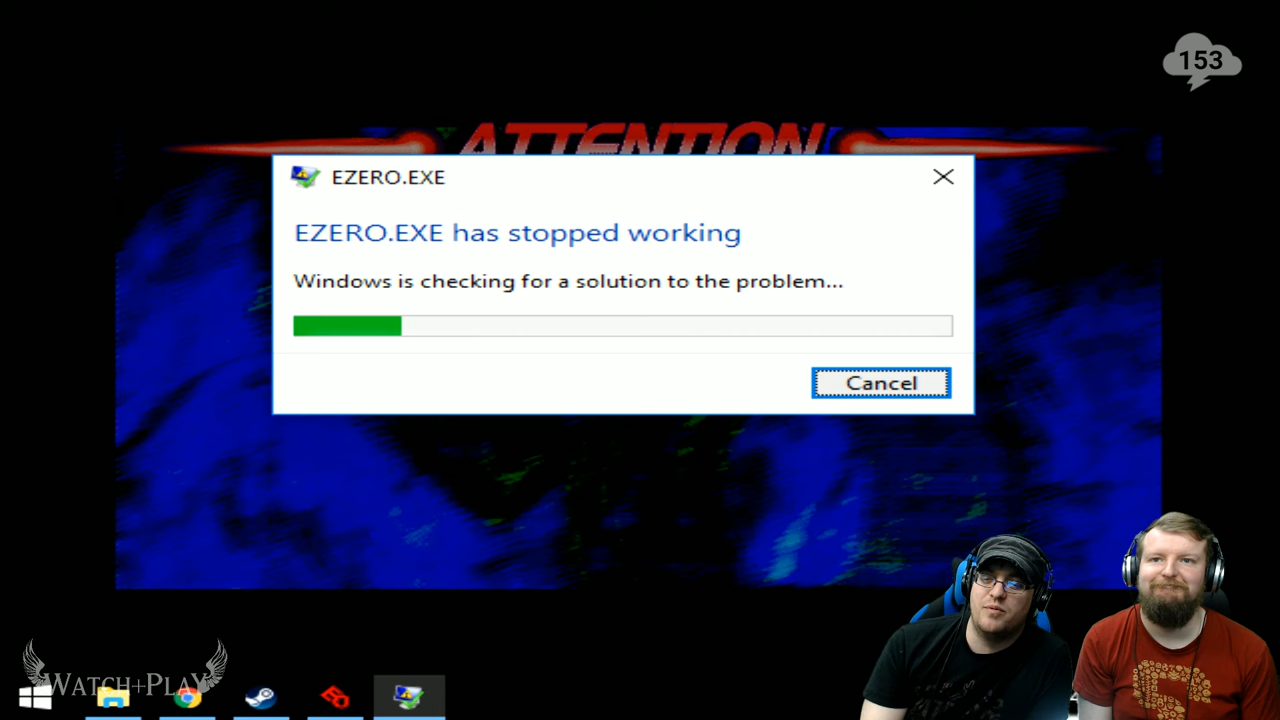 153
ATTENTION
EZERO.EXE
EZERO.EXE has stopped working
Windows is checking for a solution to the problem...
Cancel
WATCH+PLAY